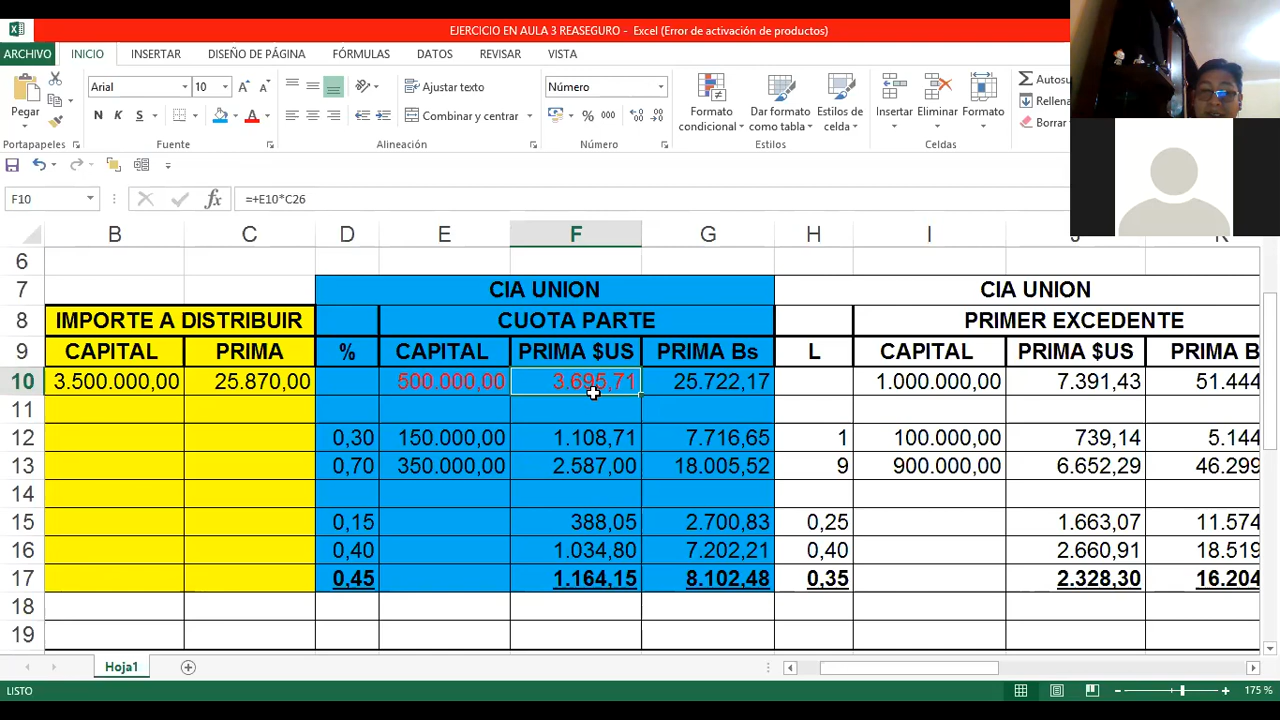 EJERCICIO EN AULA 3 REASEGURO - Excel (Error de activación de productos)
ARCHIVO INICIO INSERTAR DISEÑO DE PÁGINA FÓRMULAS DATOS REVISAR VISTA
Arial 10 Ajustar texto Número Insertar Eliminar Formato
Pegar N K S Combinar y centrar % 000 Formato condicional Dar formato como tabla Estilos de celda
Portapapeles Fuente Alineación Número Estilos Celdas
F10 =+E10*C26
B C D E F G H I
6
7 CIA UNION CIA UNION
8 IMPORTE A DISTRIBUIR CUOTA PARTE PRIMER EXCEDENTE
9 CAPITAL PRIMA % CAPITAL PRIMA $US PRIMA Bs L CAPITAL PRIMA $US PRIMA B
10 3.500.000,00 25.870,00 500.000,00 3.695,71 25.722,17 1.000.000,00 7.391,43 51.444
11
12 0,30 150.000,00 1.108,71 7.716,65 1 100.000,00 739,14 5.144
13 0,70 350.000,00 2.587,00 18.005,52 9 900.000,00 6.652,29 46.299
14
15 0,15 388,05 2.700,83 0,25 1.663,07 11.574
16 0,40 1.034,80 7.202,21 0,40 2.660,91 18.519
17 0,45 1.164,15 8.102,48 0,35 2.328,30 16.204
18
19
Hoja1
LISTO 175 %